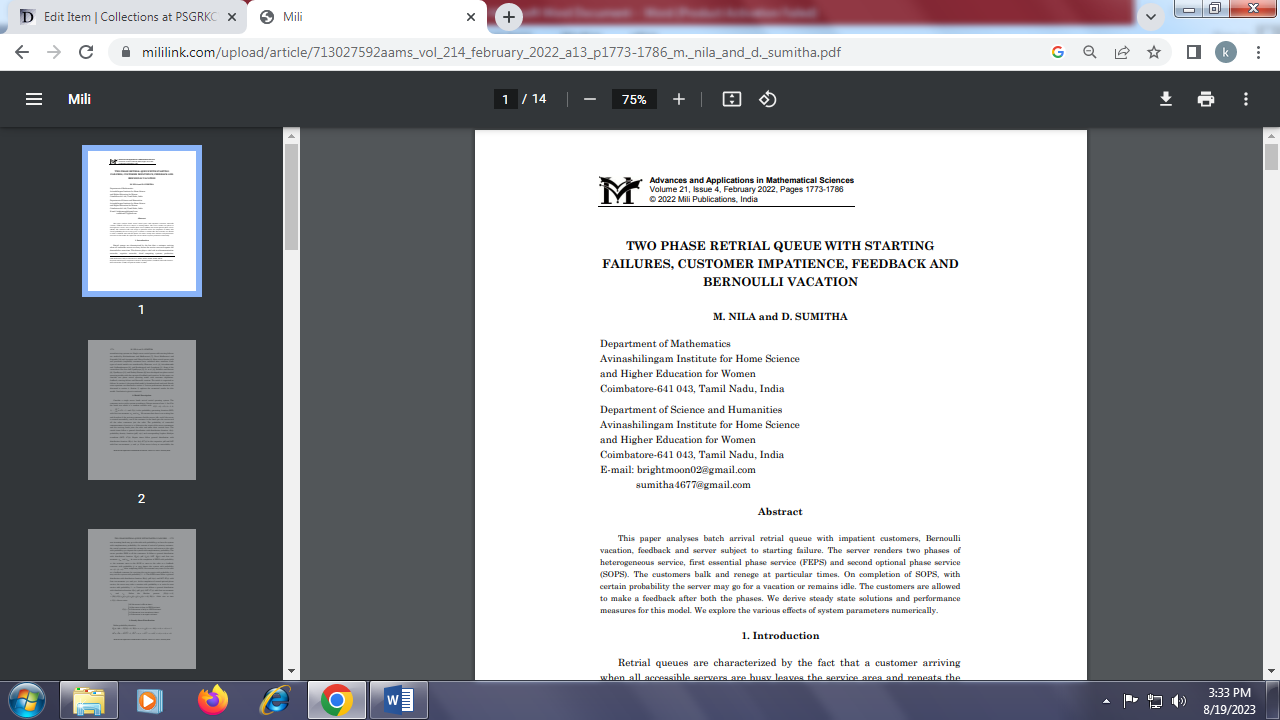 Edit Item | Collections at PSGRKC
Mili
mililink.com/upload/article/713027592aams_vol_214_february_2022_a13_p1773-1786_m._nila_and_d._sumitha.pdf
k
Mili
1 / 14
75%
1
2
Advances and Applications in Mathematical Sciences
Volume 21, Issue 4, February 2022, Pages 1773-1786
© 2022 Mili Publications, India
TWO PHASE RETRIAL QUEUE WITH STARTING
FAILURES, CUSTOMER IMPATIENCE, FEEDBACK AND
BERNOULLI VACATION
M. NILA and D. SUMITHA
Department of Mathematics
Avinashilingam Institute for Home Science
and Higher Education for Women
Coimbatore-641 043, Tamil Nadu, India
Department of Science and Humanities
Avinashilingam Institute for Home Science
and Higher Education for Women
Coimbatore-641 043, Tamil Nadu, India
E-mail: brightmoon02@gmail.com
sumitha4677@gmail.com
Abstract
This paper analyses batch arrival retrial queue with impatient customers, Bernoulli
vacation, feedback and server subject to starting failure. The server renders two phases of
heterogeneous service, first essential phase service (FEPS) and second optional phase service
(SOPS). The customers balk and renege at particular times. On completion of SOPS, with
certain probability the server may go for a vacation or remains idle. The customers are allowed
to make a feedback after both the phases. We derive steady state solutions and performance
measures for this model. We explore the various effects of system parameters numerically.
1. Introduction
Retrial queues are characterized by the fact that a customer arriving
when all accessible servers are busy leaves the service area and repeats the
3:33 PM
8/19/2023